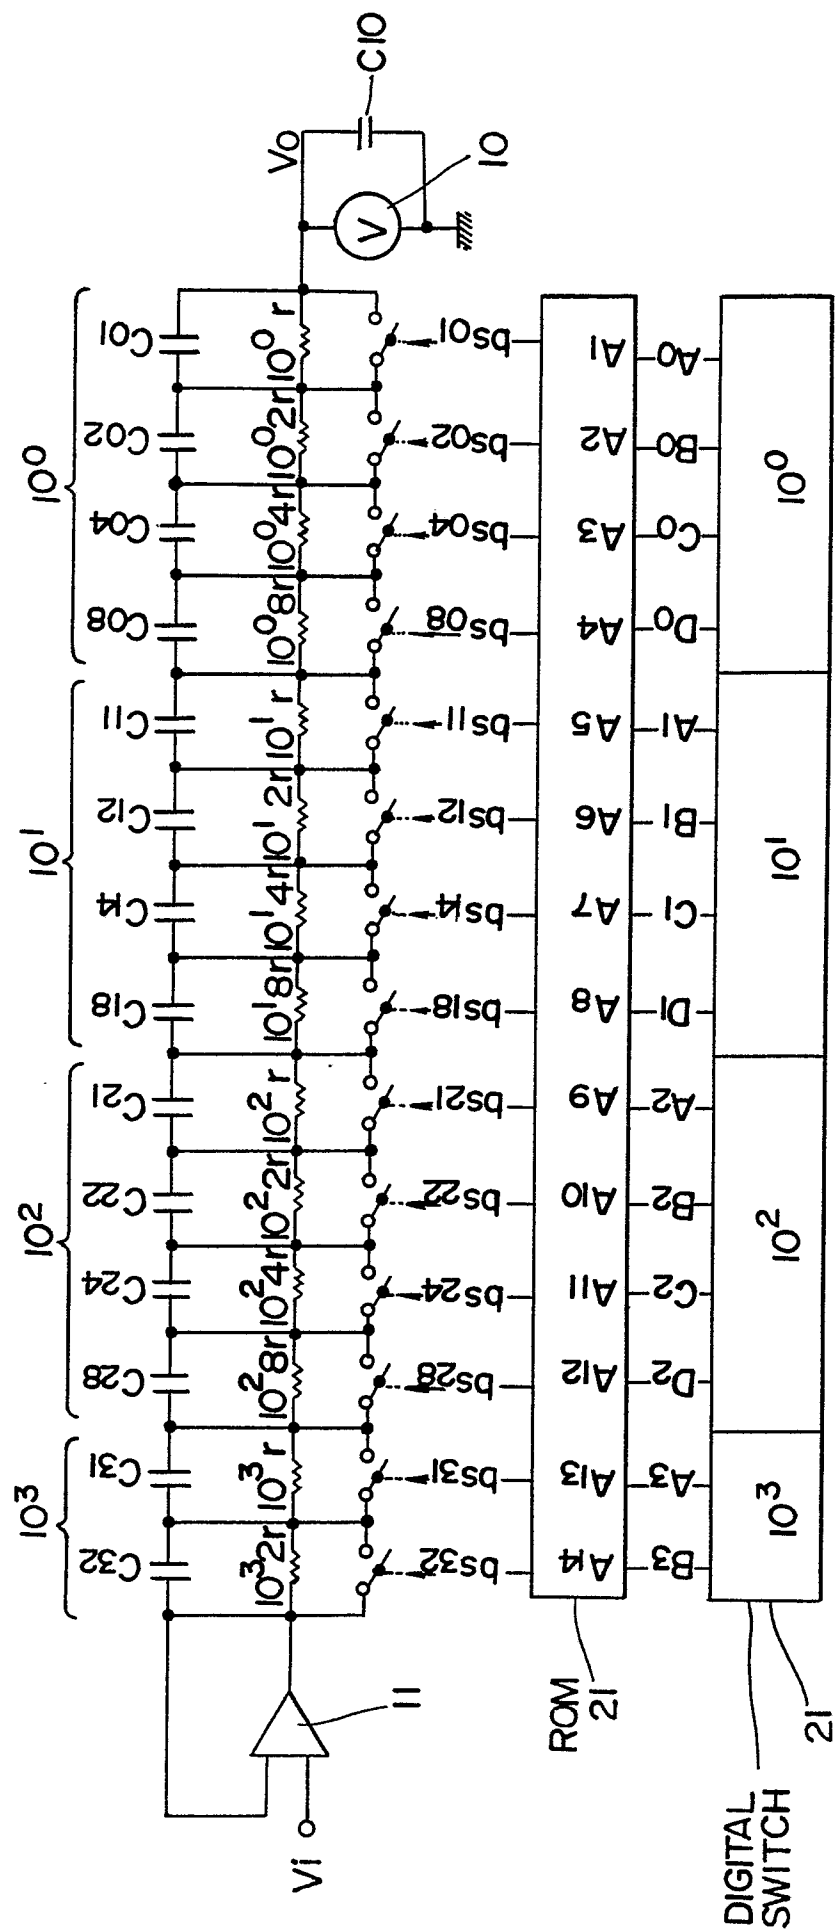 10³ 10² 10¹ 10⁰
C32 C31 C28 C24 C22 C21 C18 C14 C12 C11 C08 C04 C02 C01
10³2r 10³r 10²8r 10²4r 10²2r 10²r 10¹8r 10¹4r 10¹2r 10¹r 10⁰8r 10⁰4r 10⁰2r 10⁰r
Vo
C10
V
10
Vi
11
bS32 bS31 bS28 bS24 bS22 bS21 bS18 bS14 bS12 bS11 bS08 bS04 bS02 bS01
ROM
21
A14 A13 A12 A11 A10 A9 A8 A7 A6 A5 A4 A3 A2 A1
B3 A3 D2 C2 B2 A2 D1 C1 B1 A1 D0 C0 B0 A0
10³ 10² 10¹ 10⁰
DIGITAL
SWITCH
21